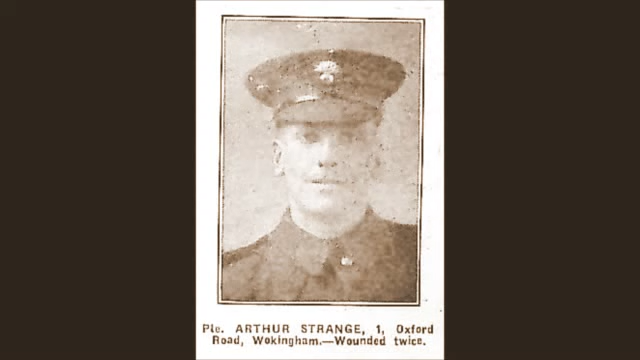 Pte. ARTHUR STRANGE, 1, Oxford
Road, Wokingham.—Wounded twice.